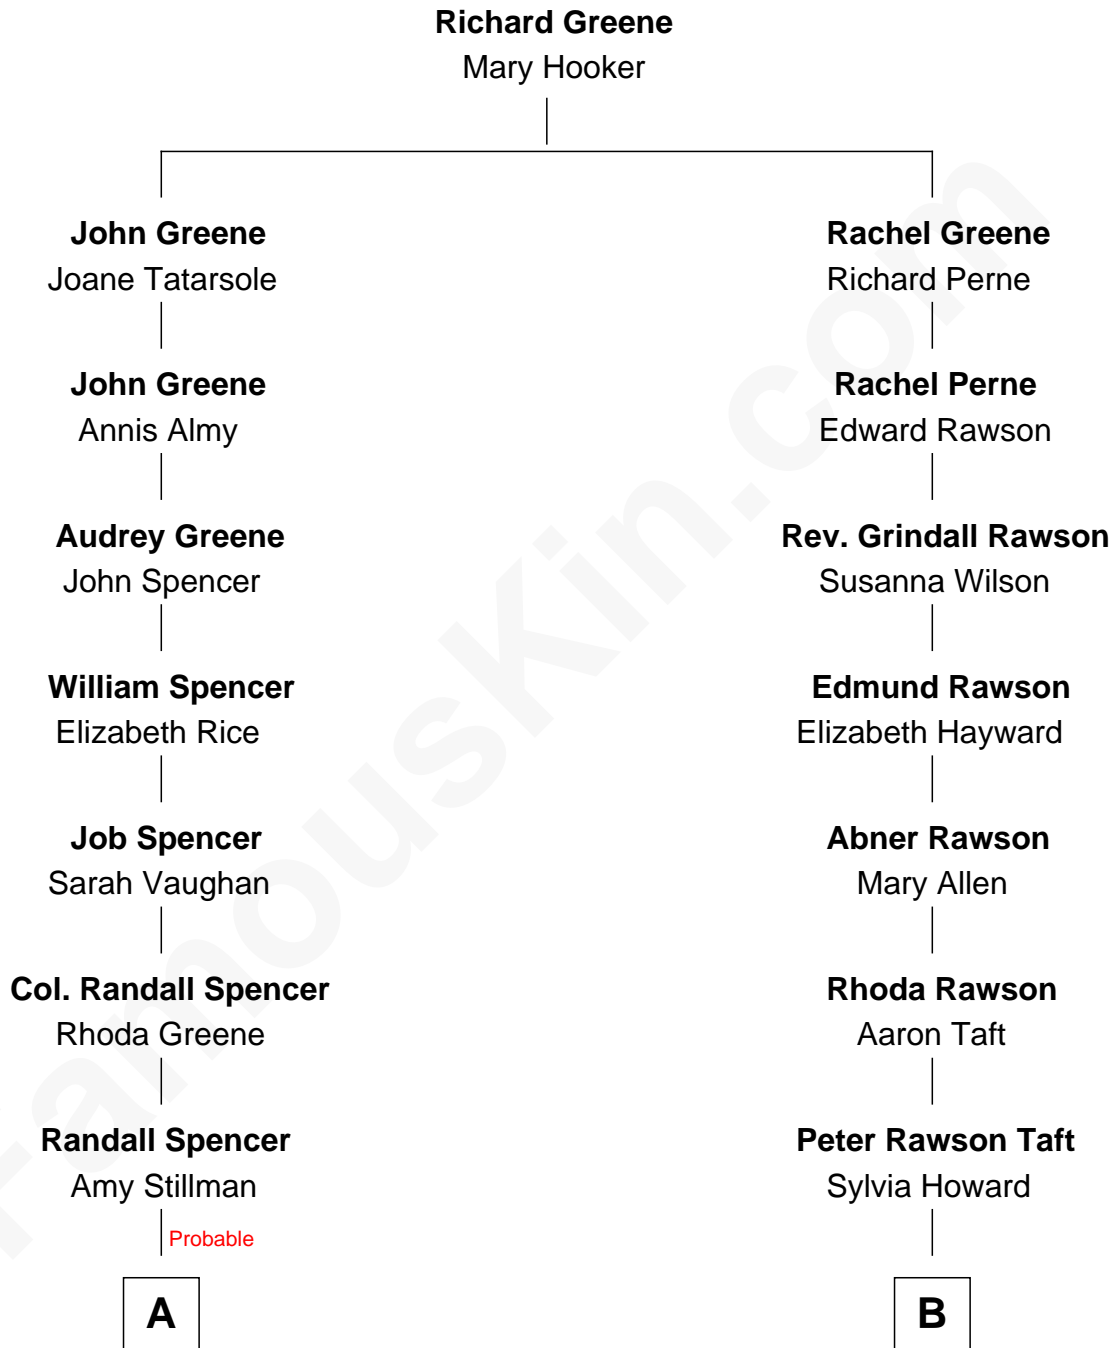 Richard Greene
Mary Hooker
John Greene
Joane Tatarsole
Rachel Greene
Richard Perne
John Greene
Annis Almy
Rachel Perne
Edward Rawson
Audrey Greene
John Spencer
Rev. Grindall Rawson
Susanna Wilson
William Spencer
Elizabeth Rice
Edmund Rawson
Elizabeth Hayward
Job Spencer
Sarah Vaughan
Abner Rawson
Mary Allen
Col. Randall Spencer
Rhoda Greene
Rhoda Rawson
Aaron Taft
Randall Spencer
Amy Stillman
Peter Rawson Taft
Sylvia Howard
Probable
A
B
FamousKin.com